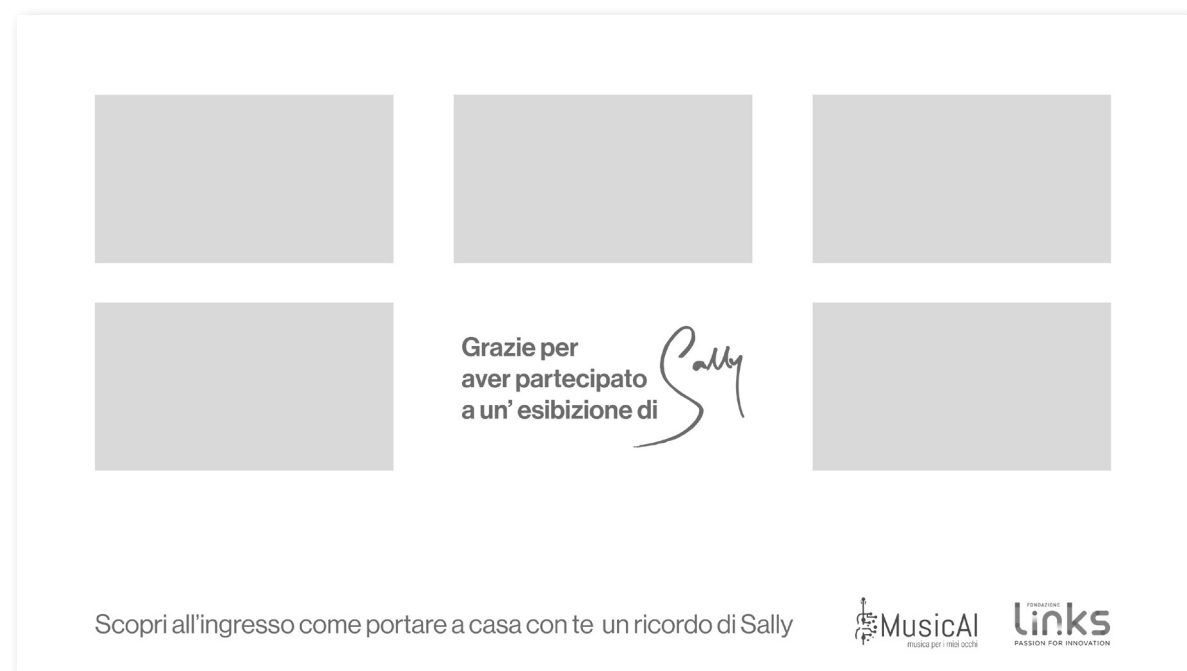 Grazie per
aver partecipato
a un’ esibizione di
Sally
Scopri all’ingresso come portare a casa con te un ricordo di Sally
MusicAI
musica per i miei occhi
FONDAZIONE
links
PASSION FOR INNOVATION